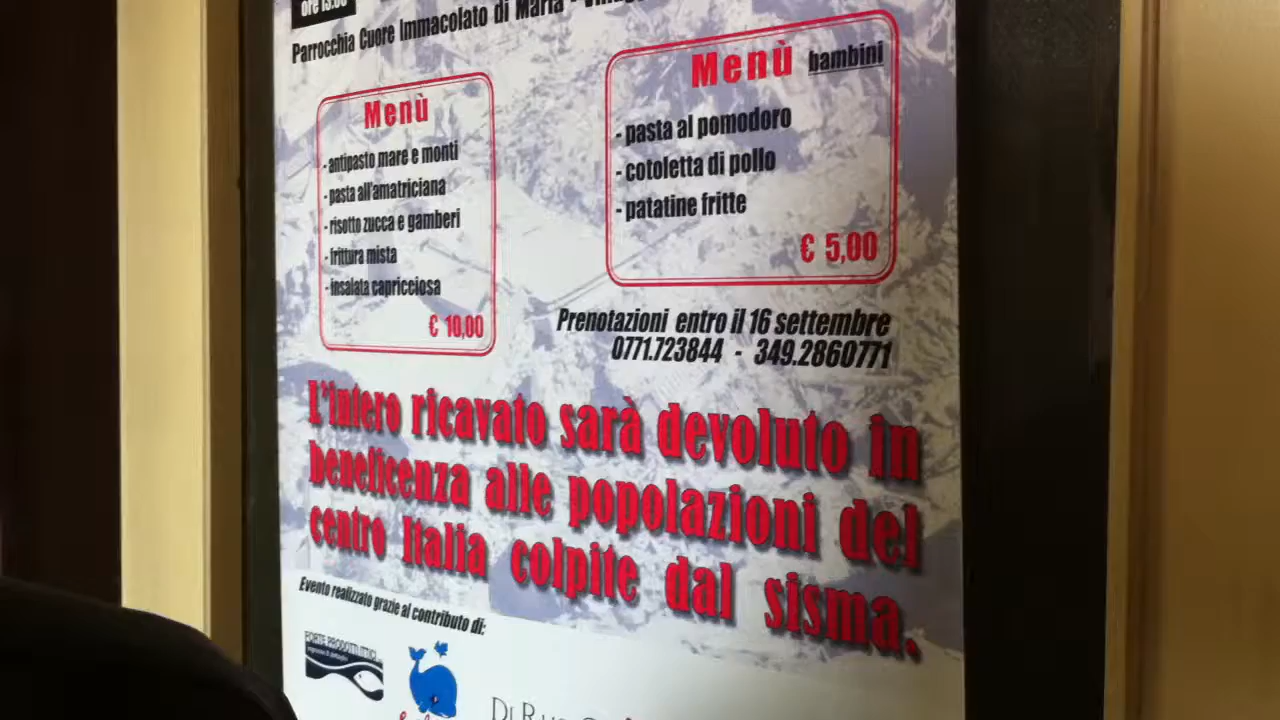 ore 13.00
Parrocchia Cuore Immacolato di Maria -
Menù
- antipasto mare e monti
- pasta all'amatriciana
- risotto zucca e gamberi
- frittura mista
- insalata capricciosa
€ 10,00
Menù bambini
- pasta al pomodoro
- cotoletta di pollo
- patatine fritte
€ 5,00
Prenotazioni entro il 16 settembre
0771.723844 - 349.2860771
L'intero ricavato sarà devoluto in
beneficenza alle popolazioni del
centro Italia colpite dal sisma.
Evento realizzato grazie al contributo di: